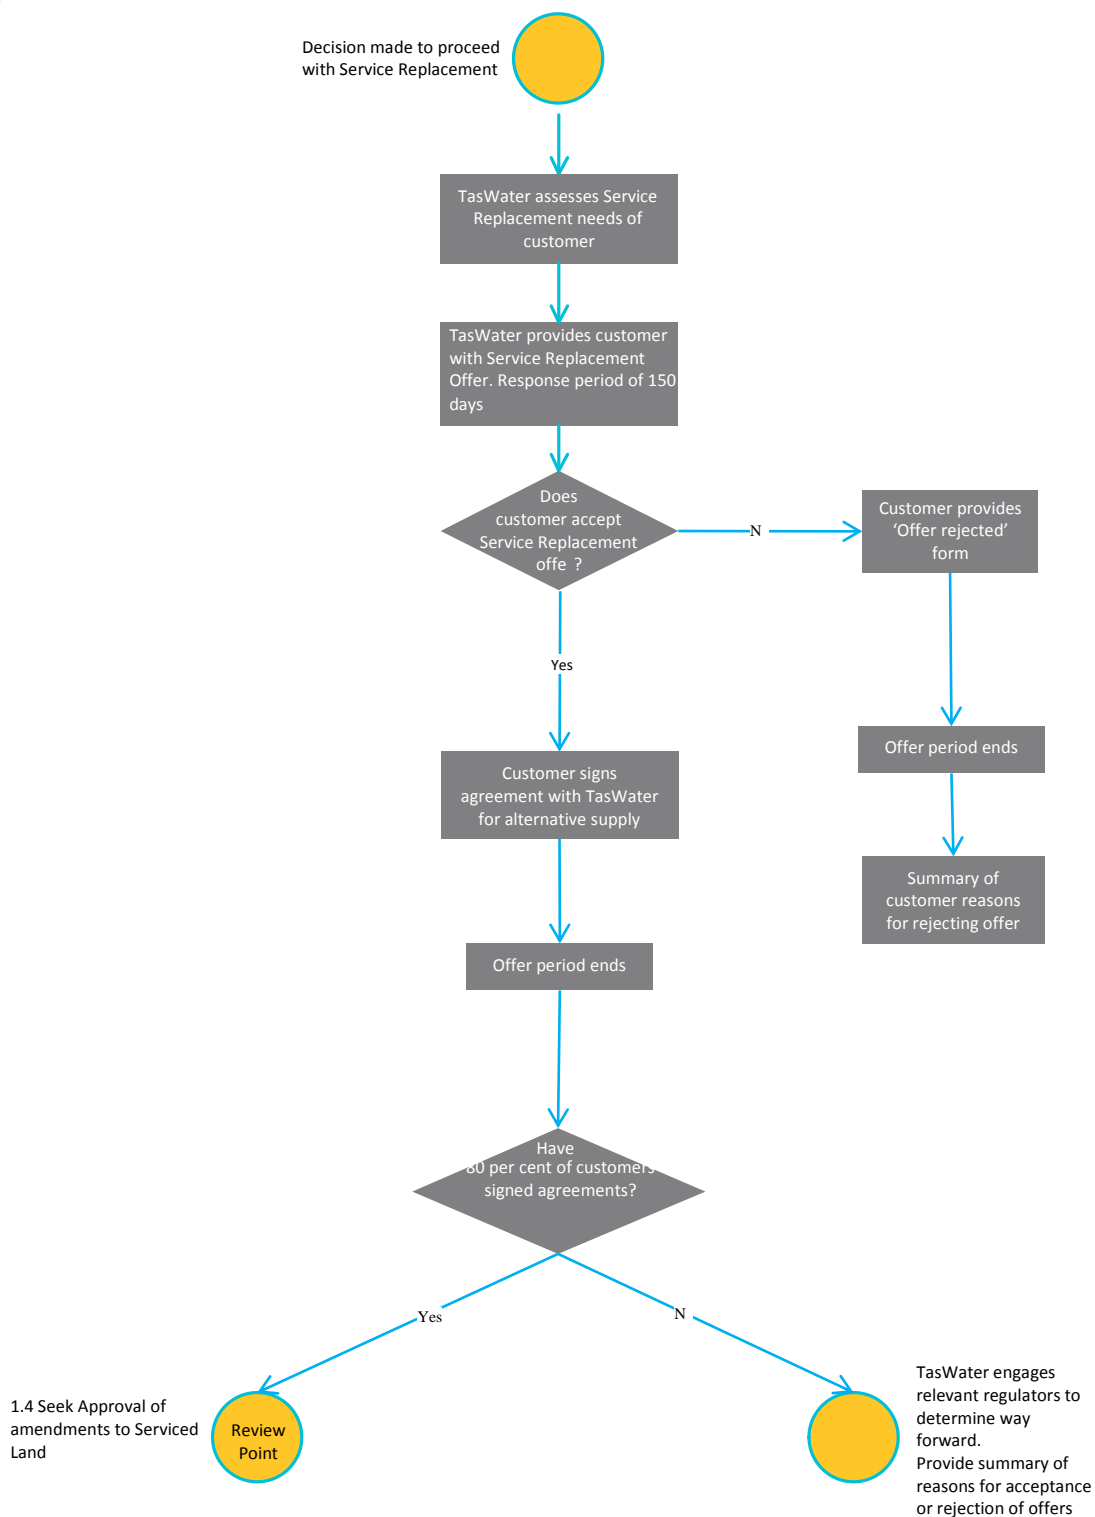 Decision made to proceed
with Service Replacement
TasWater assesses Service
Replacement needs of
customer
TasWater provides customer
with Service Replacement
Offer. Response period of 150
days
Does
customer accept
Service Replacement
offe ?
N
Customer provides
‘Offer rejected’
form
Yes
Offer period ends
Customer signs
agreement with TasWater
for alternative supply
Summary of
customer reasons
for rejecting offer
Offer period ends
Have
80 per cent of customers
signed agreements?
Yes
N
1.4 Seek Approval of
amendments to Serviced
Land
Review
Point
TasWater engages
relevant regulators to
determine way
forward.
Provide summary of
reasons for acceptance
or rejection of offers